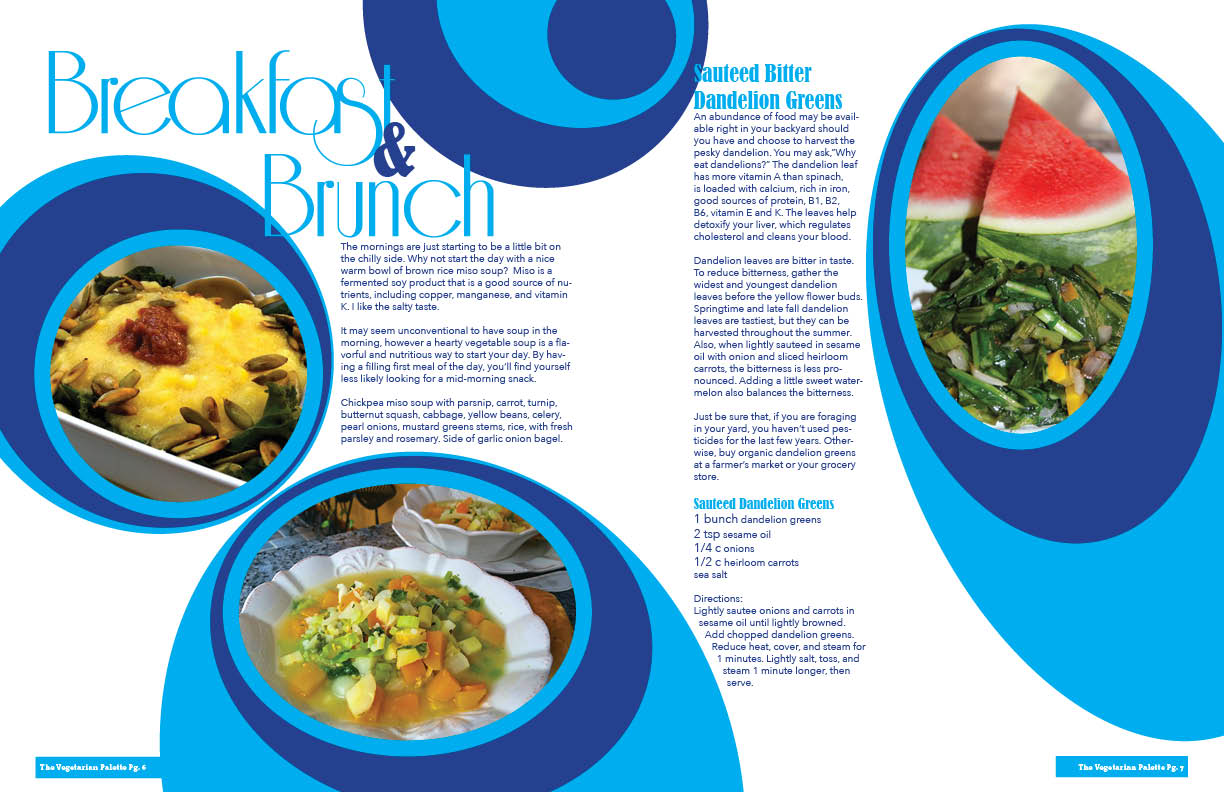 Breakfast
&
Brunch
The mornings are just starting to be a little bit on
the chilly side. Why not start the day with a nice
warm bowl of brown rice miso soup?  Miso is a
fermented soy product that is a good source of nu-
trients, including copper, manganese, and vitamin
K. I like the salty taste.
It may seem unconventional to have soup in the
morning, however a hearty vegetable soup is a fla-
vorful and nutritious way to start your day. By hav-
ing a filling first meal of the day, you'll find yourself
less likely looking for a mid-morning snack.
Chickpea miso soup with parsnip, carrot, turnip,
butternut squash, cabbage, yellow beans, celery,
pearl onions, mustard greens stems, rice, with fresh
parsley and rosemary. Side of garlic onion bagel.
The Vegetarian Palette Pg. 6
Sauteed Bitter
Dandelion Greens
An abundance of food may be avail-
able right in your backyard should
you have and choose to harvest the
pesky dandelion. You may ask,"Why
eat dandelions?" The dandelion leaf
has more vitamin A than spinach,
is loaded with calcium, rich in iron,
good sources of protein, B1, B2,
B6, vitamin E and K. The leaves help
detoxify your liver, which regulates
cholesterol and cleans your blood.
Dandelion leaves are bitter in taste.
To reduce bitterness, gather the
widest and youngest dandelion
leaves before the yellow flower buds.
Springtime and late fall dandelion
leaves are tastiest, but they can be
harvested throughout the summer.
Also, when lightly sauteed in sesame
oil with onion and sliced heirloom
carrots, the bitterness is less pro-
nounced. Adding a little sweet water-
melon also balances the bitterness.
Just be sure that, if you are foraging
in your yard, you haven't used pes-
ticides for the last few years. Other-
wise, buy organic dandelion greens
at a farmer's market or your grocery
store.
Sauteed Dandelion Greens
1 bunch dandelion greens
2 tsp sesame oil
1/4 c onions
1/2 c heirloom carrots
sea salt
Directions:
Lightly sautee onions and carrots in
sesame oil until lightly browned.
Add chopped dandelion greens.
Reduce heat, cover, and steam for
1 minutes. Lightly salt, toss, and
steam 1 minute longer, then
serve.
The Vegetarian Palette Pg. 7